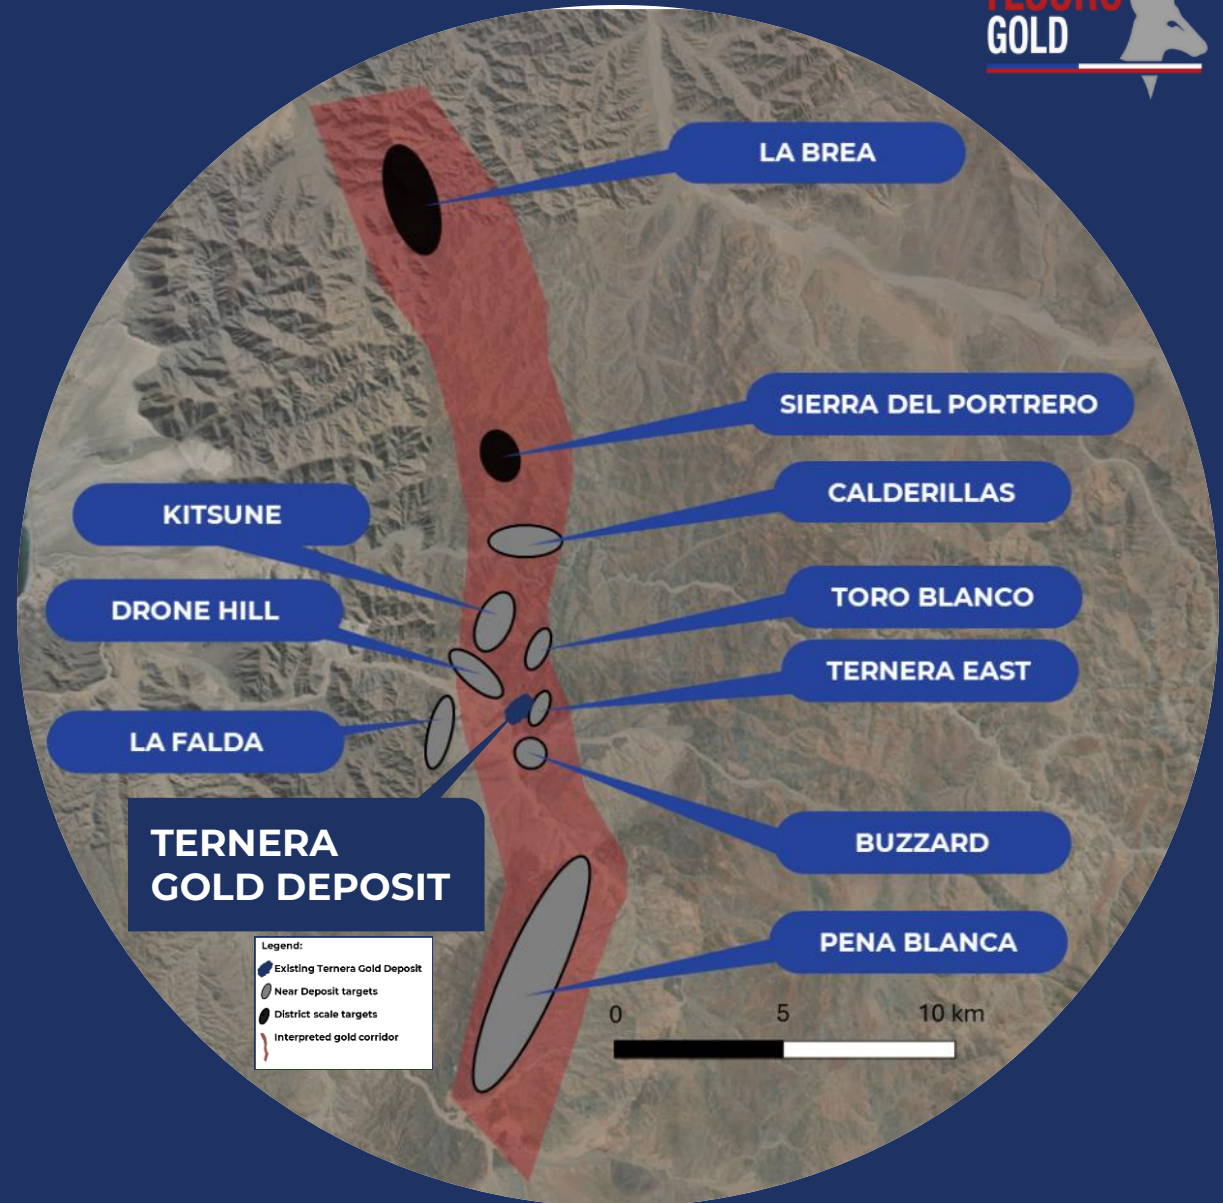 GOLD
LA BREA
SIERRA DEL PORTRERO
CALDERILLAS
KITSUNE
TORO BLANCO
DRONE HILL
TERNERA EAST
LA FALDA
BUZZARD
TERNERA
GOLD DEPOSIT
PENA BLANCA
Legend:
Existing Ternera Gold Deposit
Near Deposit targets
District scale targets
Interpreted gold corridor
0 5 10 km